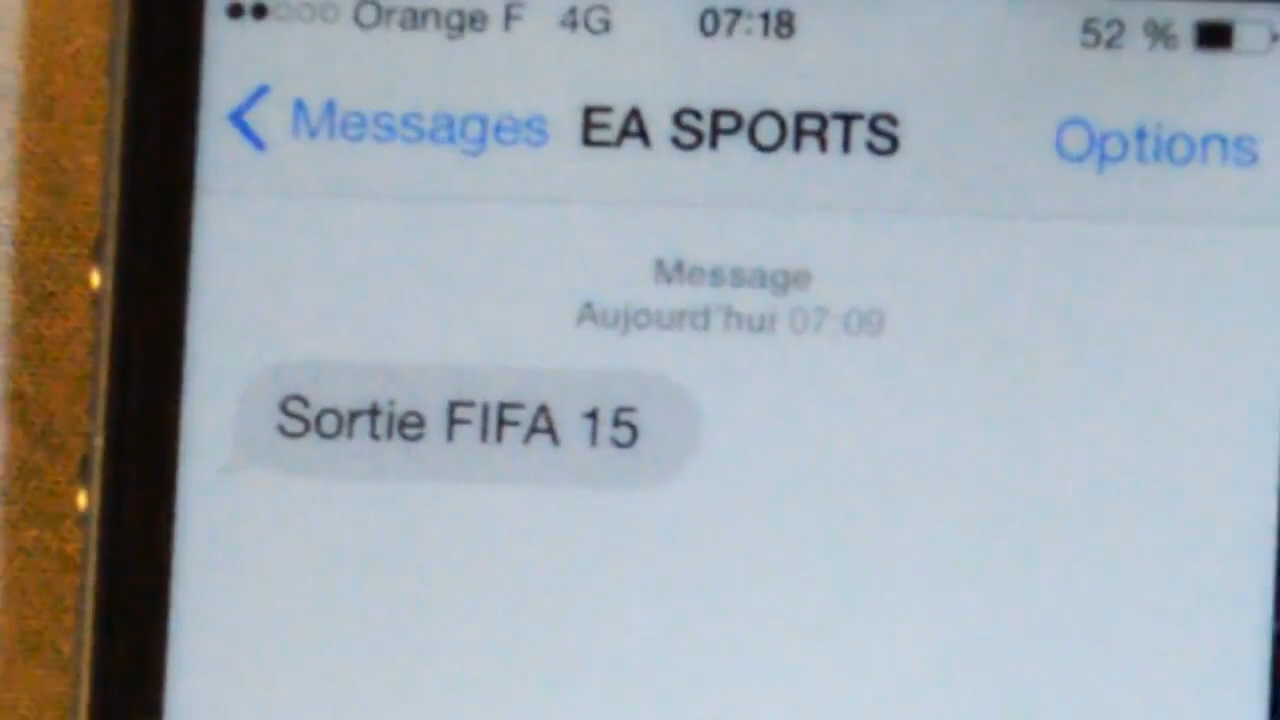 Orange F 4G 07:18 52 %
Messages EA SPORTS Options
Message
Aujourd'hui 07:09
Sortie FIFA 15